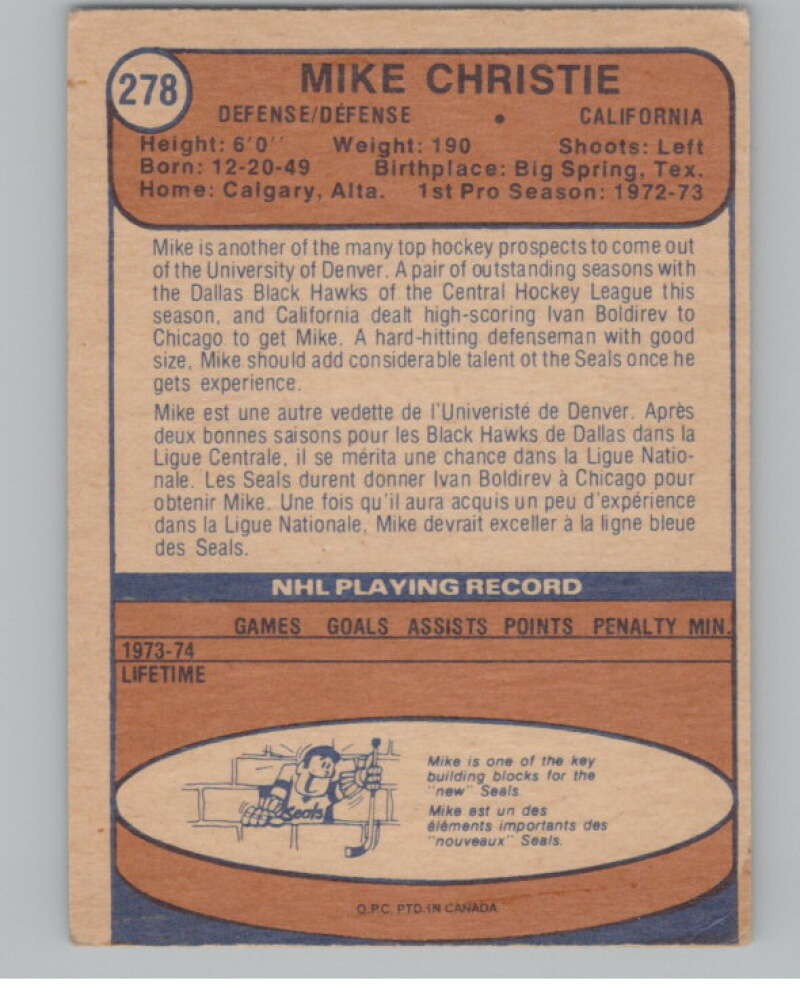 278
MIKE CHRISTIE
DEFENSE/DÉFENSE • CALIFORNIA
Height: 6'0'' Weight: 190 Shoots: Left
Born: 12-20-49 Birthplace: Big Spring, Tex.
Home: Calgary, Alta. 1st Pro Season: 1972-73
Mike is another of the many top hockey prospects to come out
of the University of Denver. A pair of outstanding seasons with
the Dallas Black Hawks of the Central Hockey League this
season, and California dealt high-scoring Ivan Boldirev to
Chicago to get Mike. A hard-hitting defenseman with good
size, Mike should add considerable talent ot the Seals once he
gets experience.
Mike est une autre vedette de l'Univeristé de Denver. Après
deux bonnes saisons pour les Black Hawks de Dallas dans la
Ligue Centrale, il se mérita une chance dans la Ligue Natio-
nale. Les Seals durent donner Ivan Boldirev à Chicago pour
obtenir Mike. Une fois qu'il aura acquis un peu d'expérience
dans la Ligue Nationale, Mike devrait exceller à la ligne bleue
des Seals.
NHL PLAYING RECORD
GAMES GOALS ASSISTS POINTS PENALTY MIN.
1973-74
LIFETIME
Seals
Mike is one of the key
building blocks for the
"new" Seals.
Mike est un des
éléments importants des
"nouveaux" Seals.
O.P.C. PTD. IN CANADA